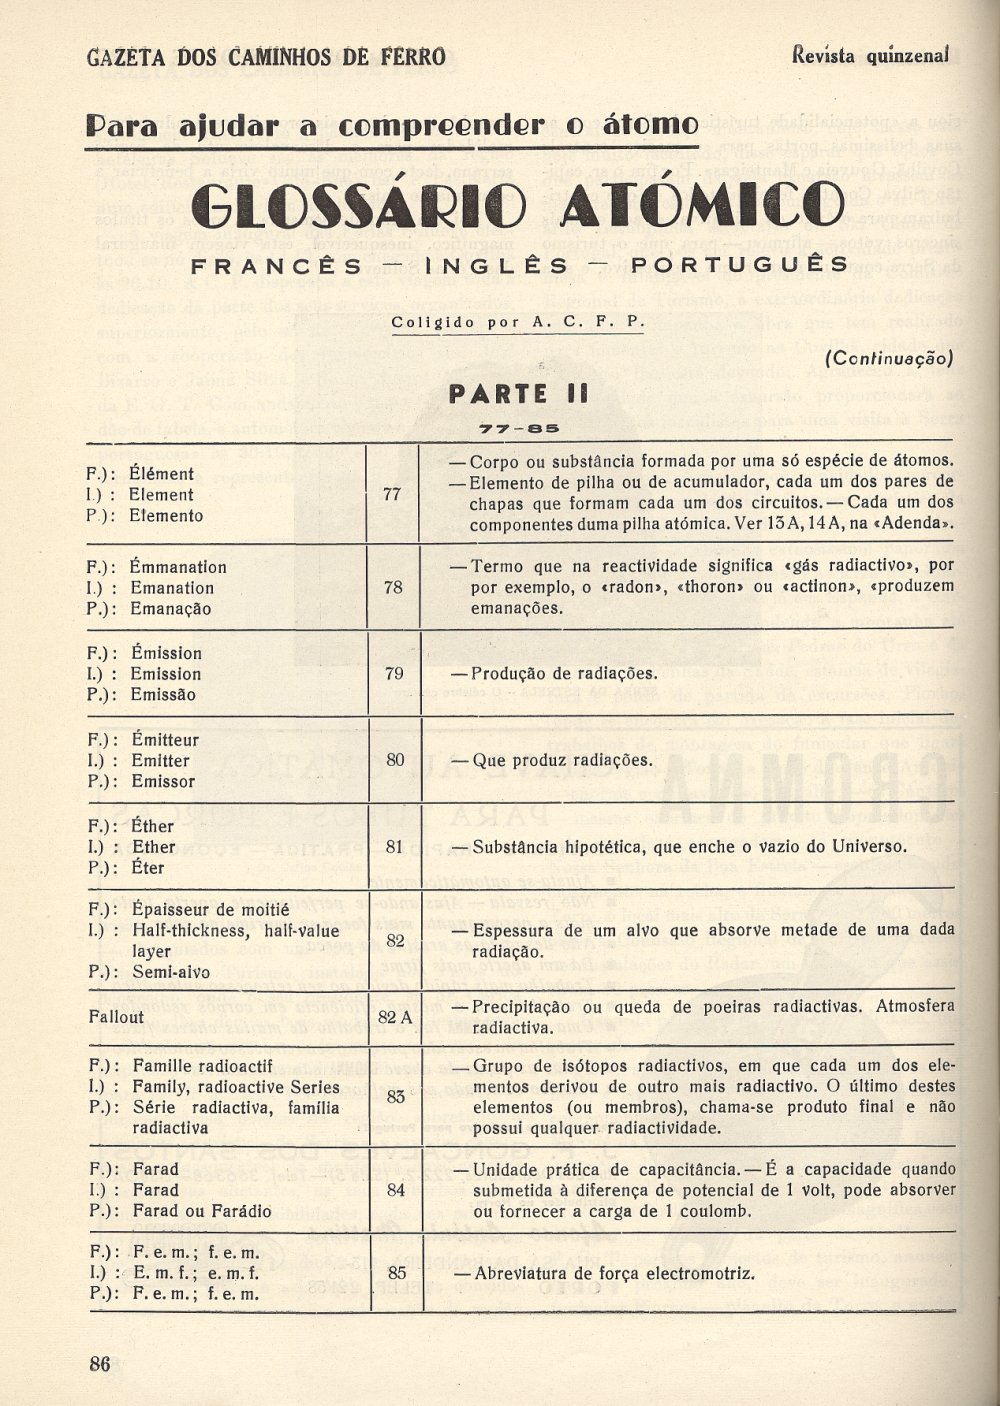 GAZETA DOS CAMINHOS DE FERRO
Revista quinzenal
Para ajudar a compreender o átomo
GLOSSÁRIO ATÓMICO
FRANCÊS — INGLÊS — PORTUGUÊS
Coligido por A. C. F. P.
(Continuação)
PARTE II
77-85
F.): Élément
I.) : Element
P.): Elemento
77
— Corpo ou substância formada por uma só espécie de átomos.
— Elemento de pilha ou de acumulador, cada um dos pares de
chapas que formam cada um dos circuitos. — Cada um dos
componentes duma pilha atómica. Ver 13 A, 14 A, na «Adenda».
F.): Émmanation
I.) : Emanation
P.): Emanação
78
— Termo que na reactividade significa «gás radiactivo», por
por exemplo, o «radon», «thoron» ou «actinon», «produzem
emanações.
F.): Émission
I.) : Emission
P.): Emissão
79
— Produção de radiações.
F.): Émitteur
I.) : Emitter
P.): Emissor
80
— Que produz radiações.
F.): Éther
I.) : Ether
P.): Éter
81
— Substância hipotética, que enche o vazio do Universo.
F.): Épaisseur de moitié
I.) : Half-thickness, half-value
layer
P.): Semi-alvo
82
— Espessura de um alvo que absorve metade de uma dada
radiação.
Fallout
82 A
— Precipitação ou queda de poeiras radiactivas. Atmosfera
radiactiva.
F.): Famille radioactif
I.) : Family, radioactive Series
P.): Série radiactiva, família
radiactiva
83
— Grupo de isótopos radiactivos, em que cada um dos ele-
mentos derivou de outro mais radiactivo. O último destes
elementos (ou membros), chama-se produto final e não
possui qualquer radiactividade.
F.): Farad
I.) : Farad
P.): Farad ou Farádio
84
— Unidade prática de capacitância. — É a capacidade quando
submetida à diferença de potencial de 1 volt, pode absorver
ou fornecer a carga de 1 coulomb.
F.): F. e. m.; f. e. m.
I.) : E. m. f.; e. m. f.
P.): F. e. m.; f. e. m.
85
— Abreviatura de força electromotriz.
86